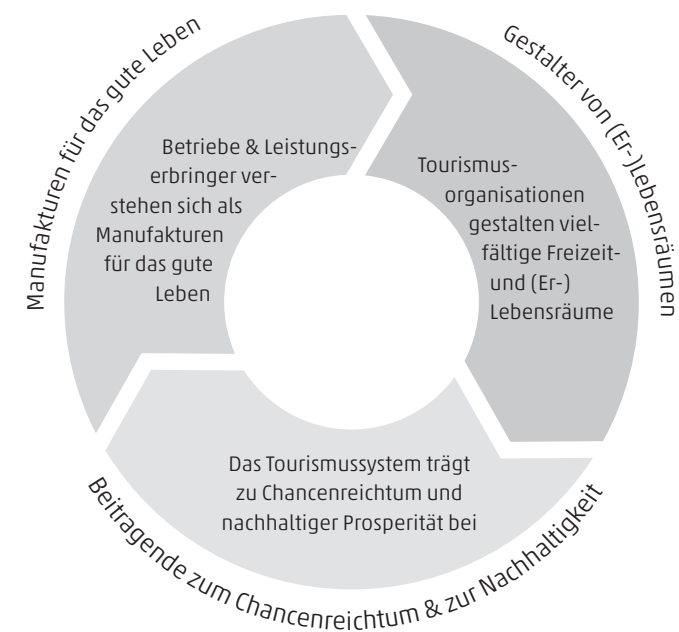 Manufakturen für das gute Leben
Betriebe & Leistungs-
erbringer ver-
stehen sich als
Manufakturen
für das gute
Leben
Gestalter von (Er-)Lebensräumen
Tourismus-
organisationen
gestalten viel-
fältige Freizeit-
und (Er-)
Lebensräume
Das Tourismussystem trägt
zu Chancenreichtum und
nachhaltiger Prosperität bei
Beitragende zum Chancenreichtum & zur Nachhaltigkeit